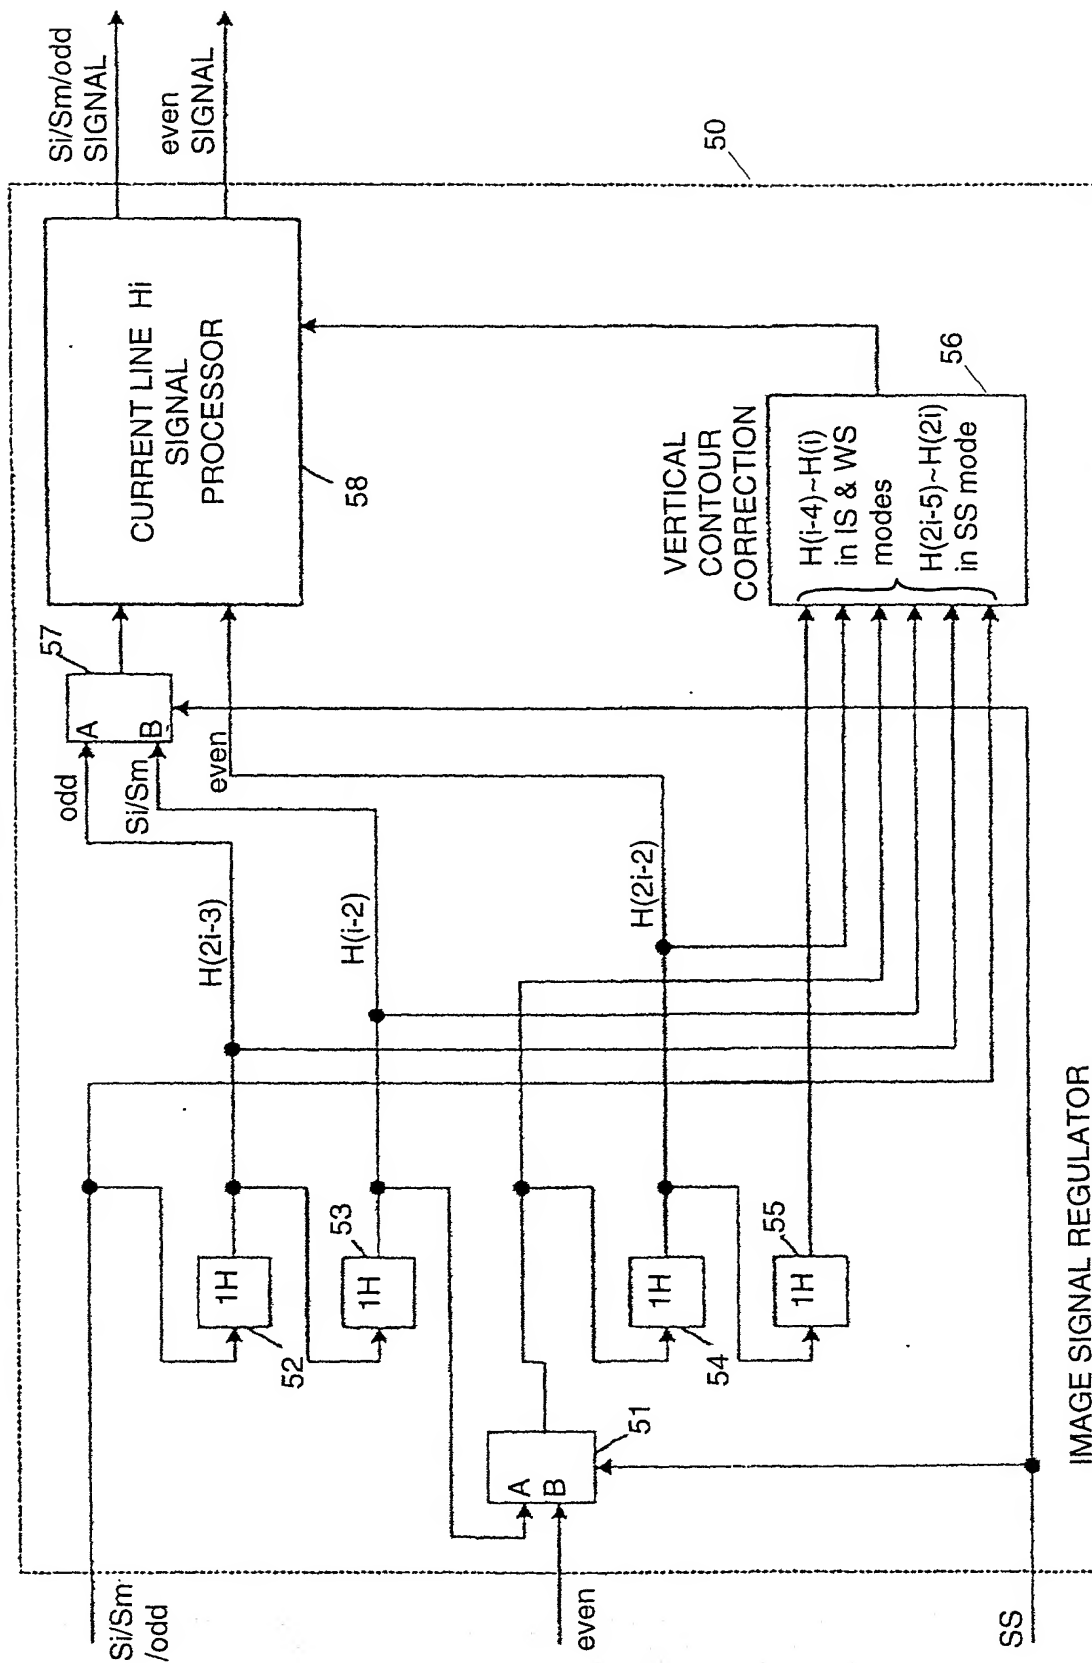 Si/Sm/odd
SIGNAL
even
SIGNAL
50
CURRENT LINE Hi
SIGNAL
PROCESSOR
58
57
A
B
odd
Si/Sm
even
VERTICAL
CONTOUR
CORRECTION
56
H(i-4)~H(i)
in IS & WS
modes
H(2i-5)~H(2i)
in SS mode
H(2i-3)
H(i-2)
H(2i-2)
1H
52
1H
53
1H
54
1H
55
A
B
51
Si/Sm
/odd
even
SS
IMAGE SIGNAL REGULATOR